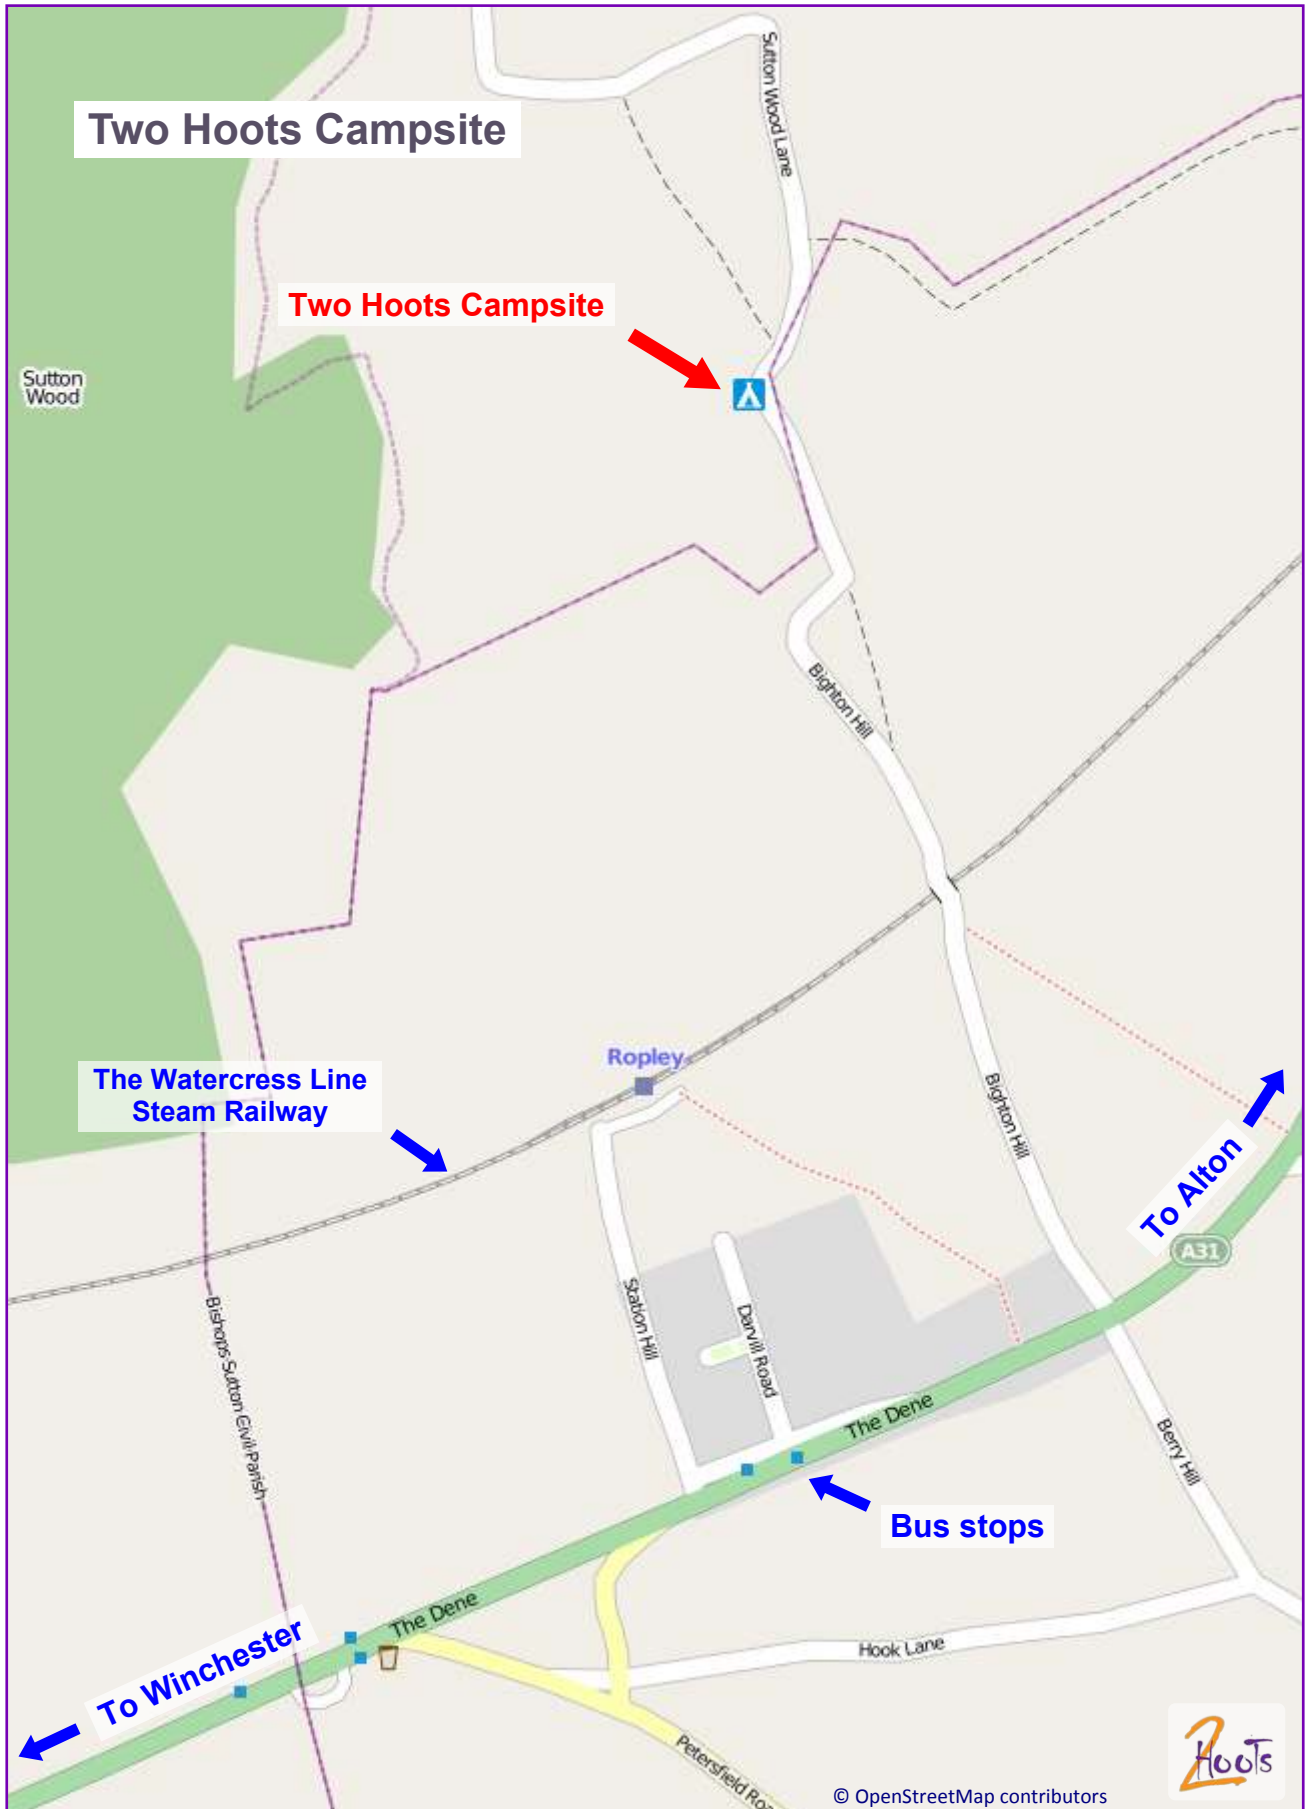 Sutton Wood Lane
Two Hoots Campsite
Two Hoots Campsite
Sutton
Wood
Bighton Hill
Ropley
The Watercress Line
Steam Railway
Bighton Hill
To Alton
A31
Station Hill
Darvill Road
Bishops Sutton Civil Parish
The Dene
Berry Hill
Bus stops
The Dene
To Winchester
Hook Lane
Petersfield Roa
2
HooTs
© OpenStreetMap contributors